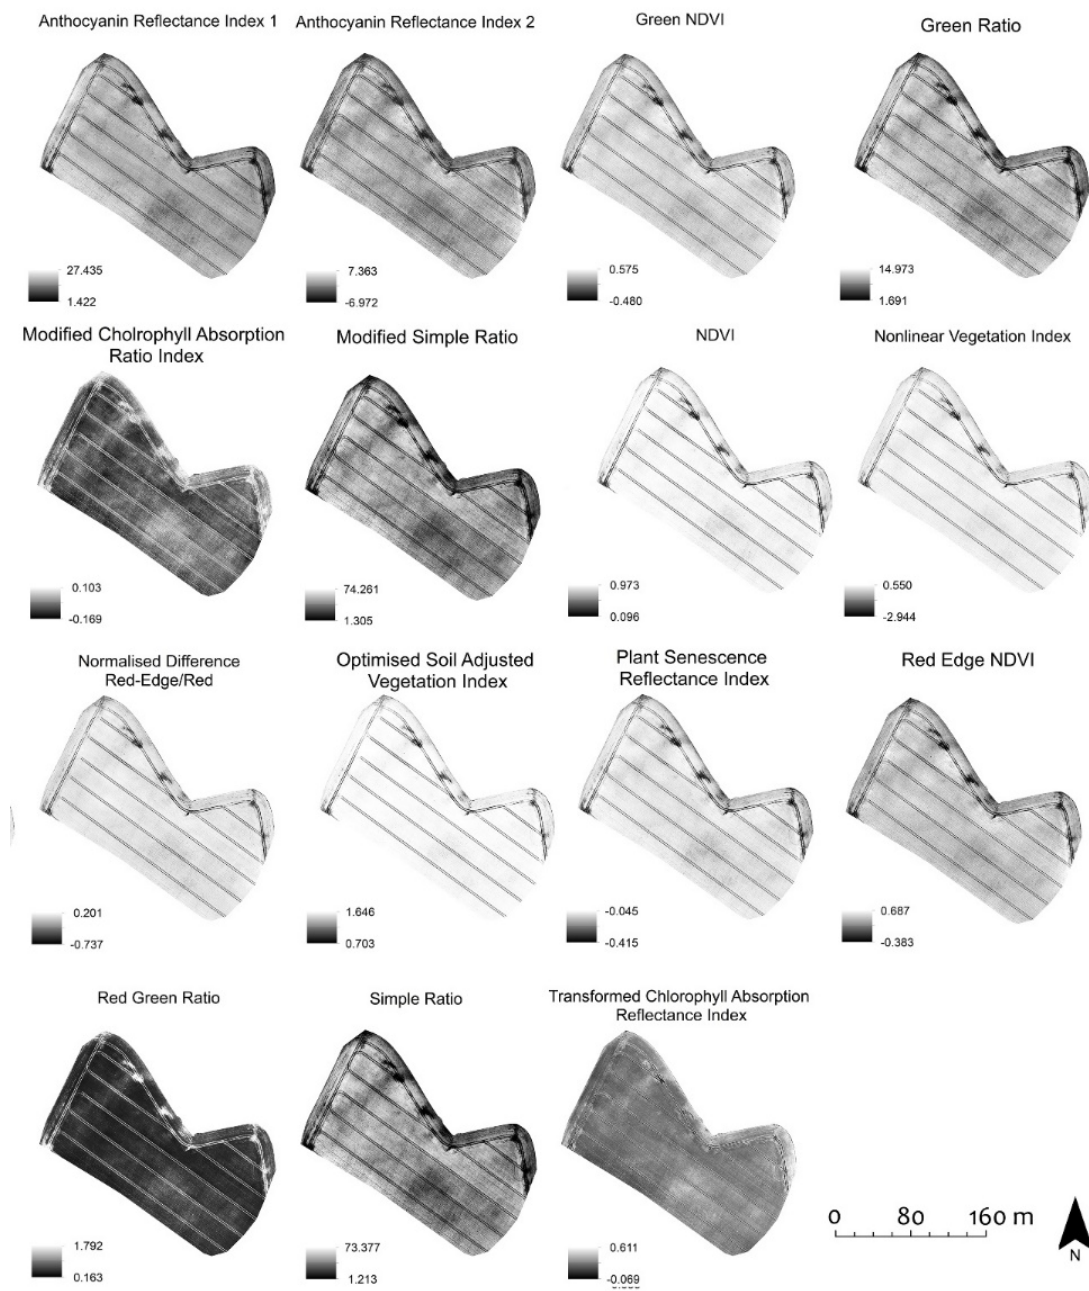 Anthocyanin Reflectance Index 1
Anthocyanin Reflectance Index 2
Green NDVI
Green Ratio
27.435
1.422
7.363
-6.972
0.575
-0.480
14.973
1.691
Modified Cholrophyll Absorption
Ratio Index
Modified Simple Ratio
NDVI
Nonlinear Vegetation Index
0.103
-0.169
74.261
1.305
0.973
0.096
0.550
-2.944
Normalised Difference
Red-Edge/Red
Optimised Soil Adjusted
Vegetation Index
Plant Senescence
Reflectance Index
Red Edge NDVI
0.201
-0.737
1.646
0.703
-0.045
-0.415
0.687
-0.383
Red Green Ratio
Simple Ratio
Transformed Chlorophyll Absorption
Reflectance Index
1.792
0.163
73.377
1.213
0.611
-0.069
0 80 160 m
N